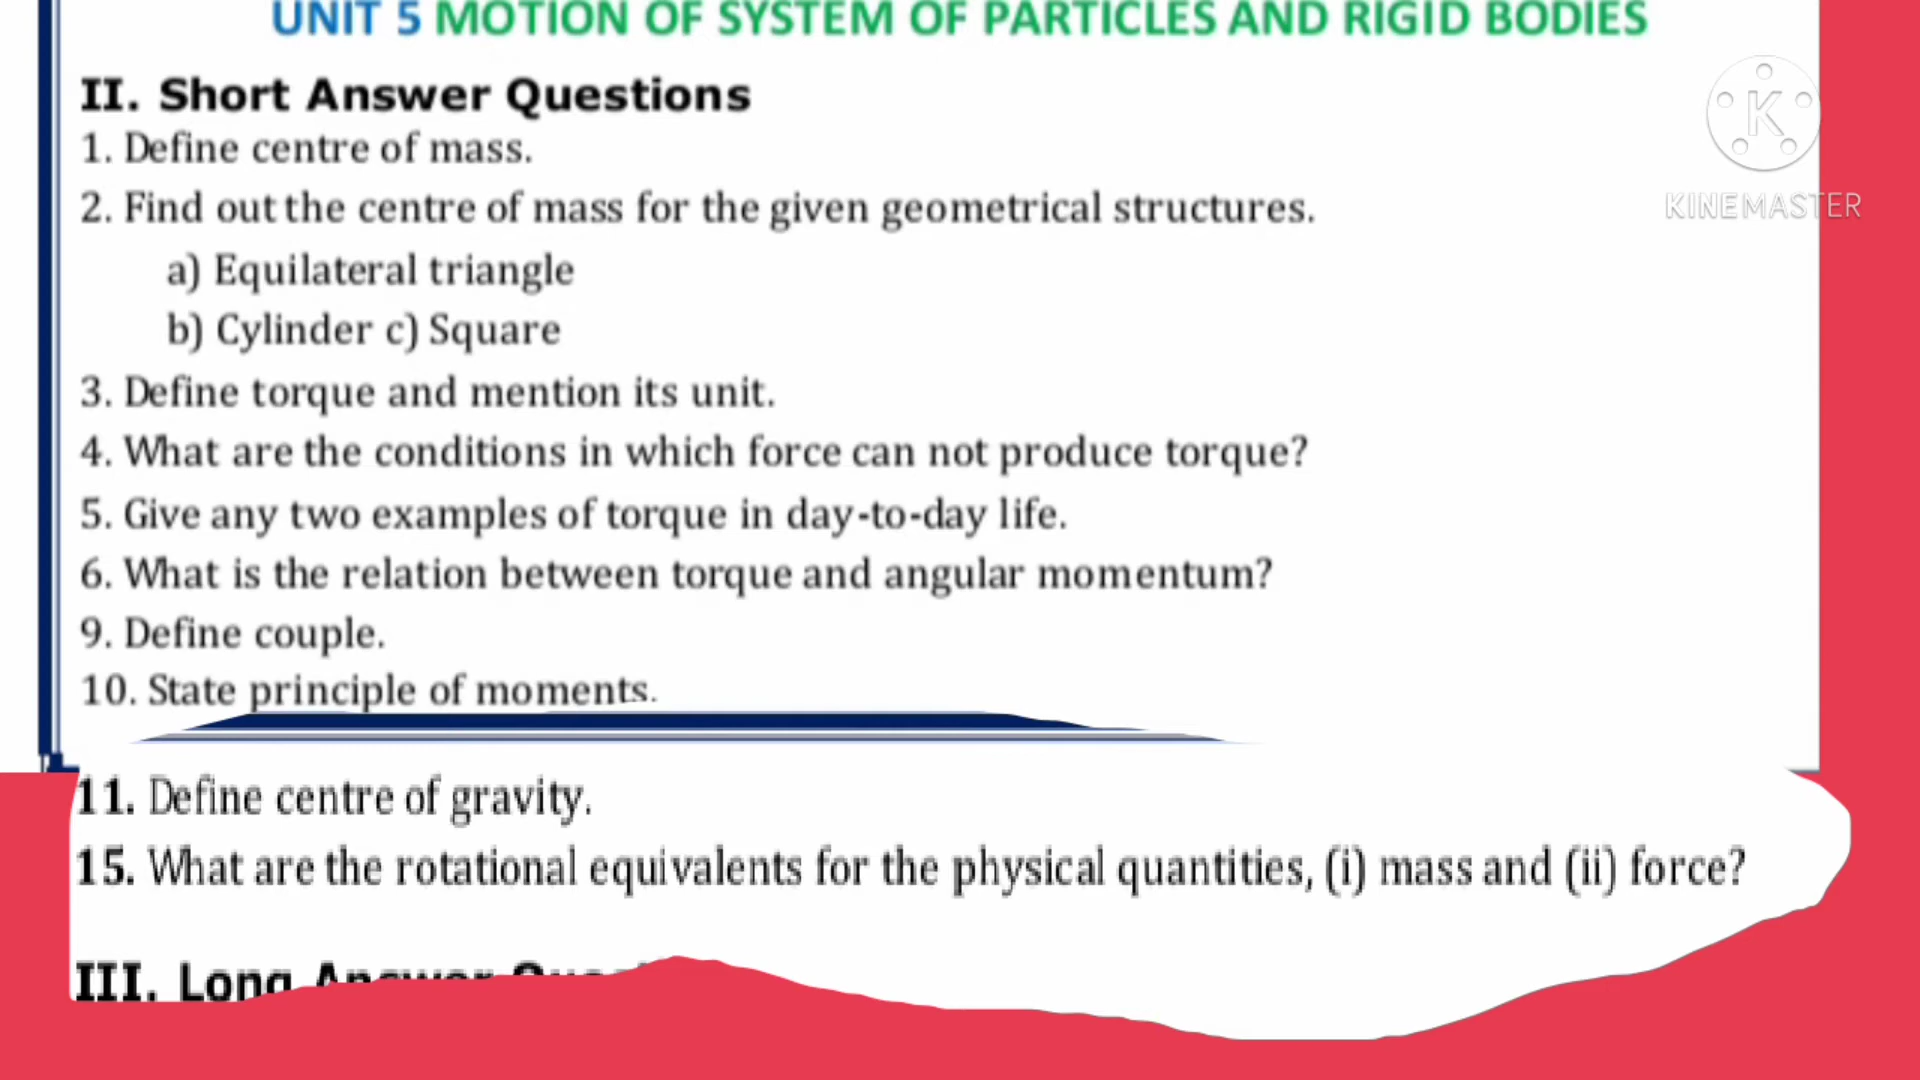 UNIT 5 MOTION OF SYSTEM OF PARTICLES AND RIGID BODIES
II. Short Answer Questions
1. Define centre of mass.
2. Find out the centre of mass for the given geometrical structures.
a) Equilateral triangle
b) Cylinder c) Square
3. Define torque and mention its unit.
4. What are the conditions in which force can not produce torque?
5. Give any two examples of torque in day-to-day life.
6. What is the relation between torque and angular momentum?
9. Define couple.
10. State principle of moments.
11. Define centre of gravity.
15. What are the rotational equivalents for the physical quantities, (i) mass and (ii) force?
III. Long Answer
K
KINEMASTER